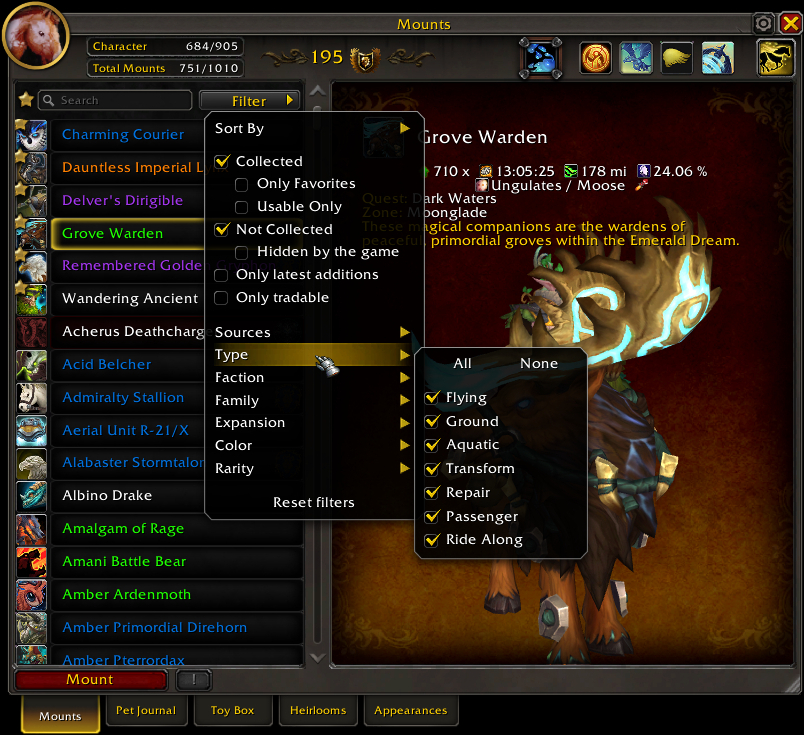 Mounts
Character 684/905
Total Mounts 751/1010
195
Search
Filter
Charming Courier
Dauntless Imperial L
Delver's Dirigible
Grove Warden
Remembered Golde
Wandering Ancient
Acherus Deathcharge
Acid Belcher
Admiralty Stallion
Aerial Unit R-21/X
Alabaster Stormtalon
Albino Drake
Amalgam of Rage
Amani Battle Bear
Amber Ardenmoth
Amber Primordial Direhorn
Amber Pterrordax
Sort By
Collected
Only Favorites
Usable Only
Not Collected
Hidden by the game
Only latest additions
Only tradable
Sources
Type
Faction
Family
Expansion
Color
Rarity
Reset filters
All None
Flying
Ground
Aquatic
Transform
Repair
Passenger
Ride Along
Grove Warden
710 x 13:05:25 178 mi 24.06 %
Ungulates / Moose
Quest: Dark Waters
Zone: Moonglade
These magical companions are the wardens of
peaceful, primordial groves within the Emerald Dream.
Mount !
Mounts Pet Journal Toy Box Heirlooms Appearances